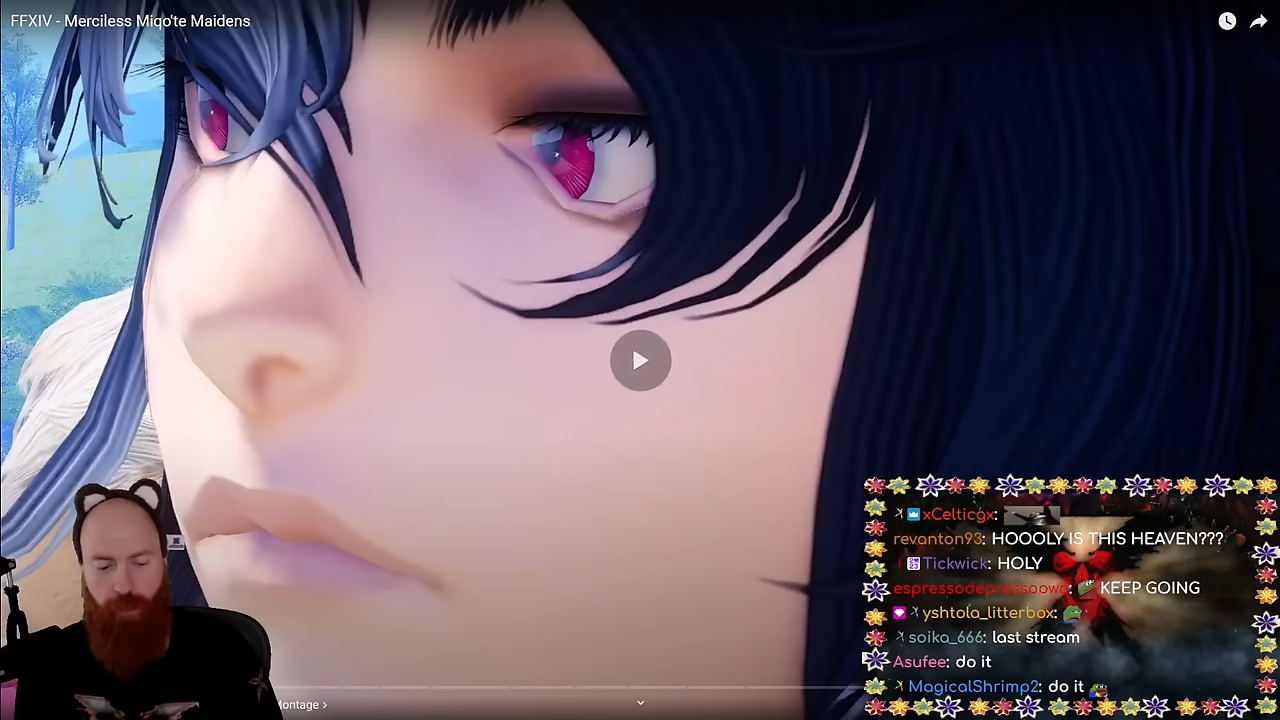 FFXIV - Merciless Miqo'te Maidens
xCelticgx:
revanton93: HOOOLY IS THIS HEAVEN???
Tickwick: HOLY
espressodepressoowo: KEEP GOING
yshtola_litterbox:
soika_666: last stream
Asufee: do it
MagicalShrimp2: do it
Montage ›